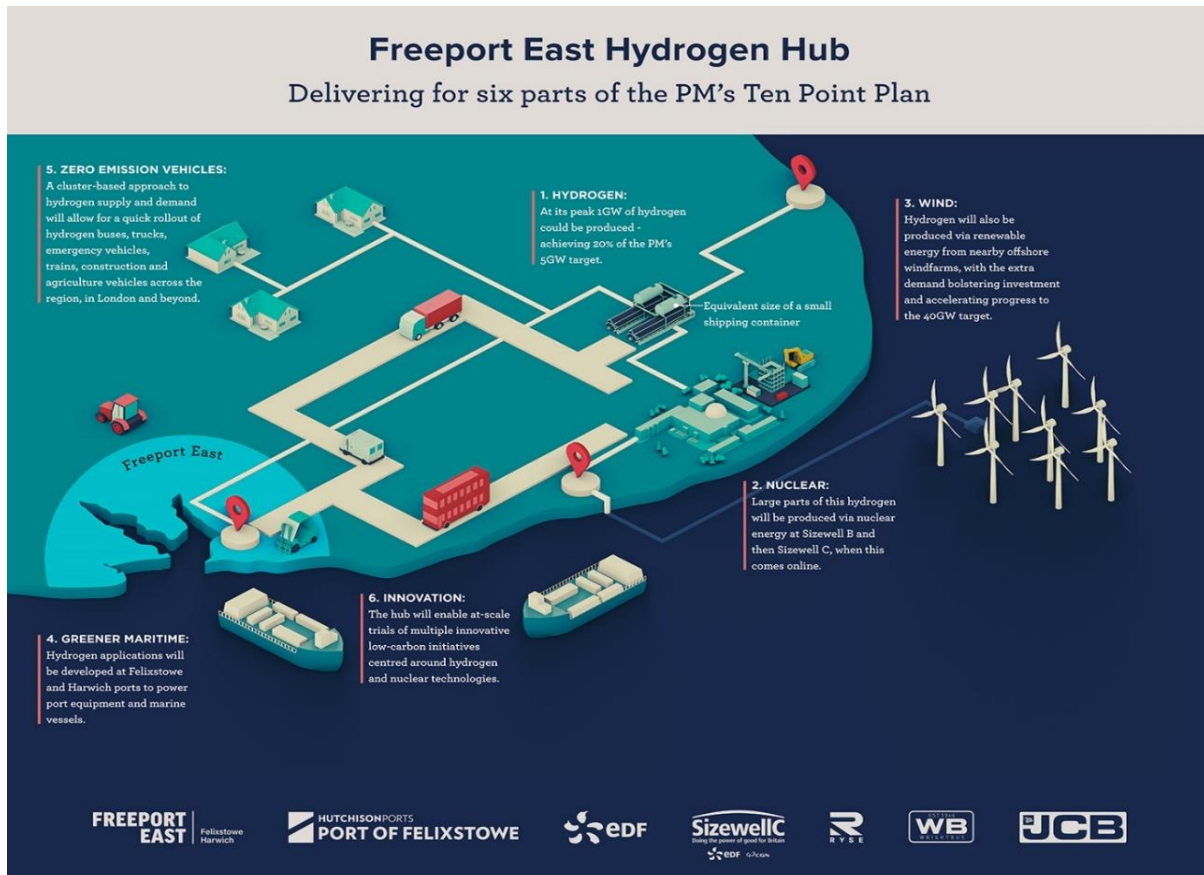 Freeport East Hydrogen Hub
Delivering for six parts of the PM's Ten Point Plan
5. ZERO EMISSION VEHICLES:
A cluster-based approach to
hydrogen supply and demand
will allow for a quick rollout of
hydrogen buses, trucks,
emergency vehicles,
trains, construction and
agriculture vehicles across the
region, in London and beyond.
1. HYDROGEN:
At its peak 1GW of hydrogen
could be produced -
achieving 20% of the PM's
5GW target.
Equivalent size of a small
shipping container
3. WIND:
Hydrogen will also be
produced via renewable
energy from nearby offshore
windfarms, with the extra
demand bolstering investment
and accelerating progress to
the 40GW target.
Freeport East
2. NUCLEAR:
Large parts of this hydrogen
will be produced via nuclear
energy at Sizewell B and
then Sizewell C, when this
comes online.
4. GREENER MARITIME:
Hydrogen applications will
be developed at Felixstowe
and Harwich ports to power
port equipment and marine
vessels.
6. INNOVATION:
The hub will enable at-scale
trials of multiple innovative
low-carbon initiatives
centred around hydrogen
and nuclear technologies.
FREEPORT
EAST
Felixstowe
Harwich
HUTCHISON PORTS
PORT OF FELIXSTOWE
eDF
SizewellC
Doing the power of good for Britain
eDF
RYSE
WB
WRIGHTBUS
JCB